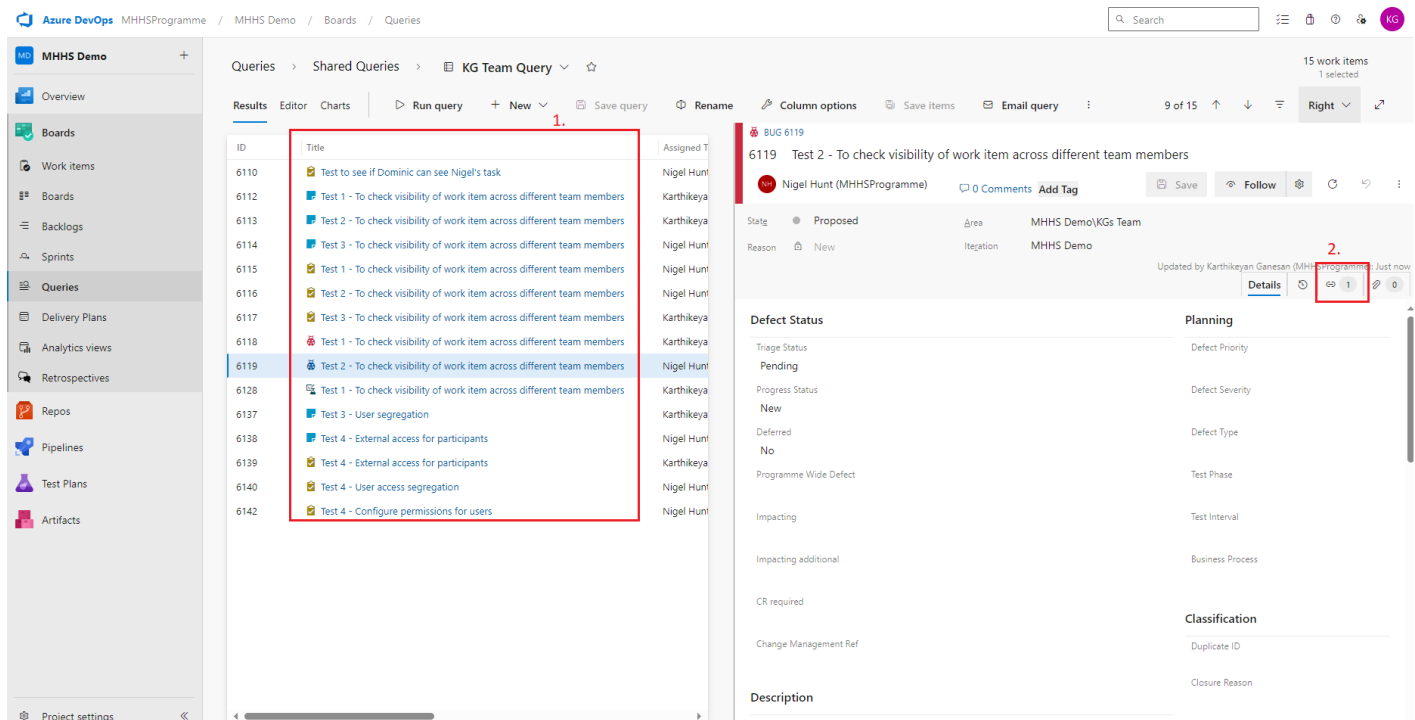 Azure DevOps MHHSProgramme / MHHS Demo / Boards / Queries
Search
KG
MD MHHS Demo +
Overview
Boards
Work items
Boards
Backlogs
Sprints
Queries
Delivery Plans
Analytics views
Retrospectives
Repos
Pipelines
Test Plans
Artifacts
Project settings
Queries > Shared Queries > KG Team Query
15 work items
1 selected
Results Editor Charts Run query + New Save query Rename Column options Save items Email query 9 of 15 Right
1.
ID Title Assigned T
6110 Test to see if Dominic can see Nigel's task Nigel Hunt
6112 Test 1 - To check visibility of work item across different team members Karthikeya
6113 Test 2 - To check visibility of work item across different team members Karthikeya
6114 Test 3 - To check visibility of work item across different team members Nigel Hunt
6115 Test 1 - To check visibility of work item across different team members Nigel Hunt
6116 Test 2 - To check visibility of work item across different team members Nigel Hunt
6117 Test 3 - To check visibility of work item across different team members Karthikeya
6118 Test 1 - To check visibility of work item across different team members Karthikeya
6119 Test 2 - To check visibility of work item across different team members Nigel Hunt
6128 Test 1 - To check visibility of work item across different team members Karthikeya
6137 Test 3 - User segregation Karthikeya
6138 Test 4 - External access for participants Nigel Hunt
6139 Test 4 - External access for participants Karthikeya
6140 Test 4 - User access segregation Nigel Hunt
6142 Test 4 - Configure permissions for users Nigel Hunt
BUG 6119
6119 Test 2 - To check visibility of work item across different team members
NH Nigel Hunt (MHHSProgramme) 0 Comments Add Tag Save Follow
State Proposed Area MHHS Demo\KGs Team
Reason New Iteration MHHS Demo
2.
Updated by Karthikeyan Ganesan (MHHSProgramme): Just now
Details 1 0
Defect Status
Triage Status
Pending
Progress Status
New
Deferred
No
Programme Wide Defect
Impacting
Impacting additional
CR required
Change Management Ref
Description
Planning
Defect Priority
Defect Severity
Defect Type
Test Phase
Test Interval
Business Process
Classification
Duplicate ID
Closure Reason